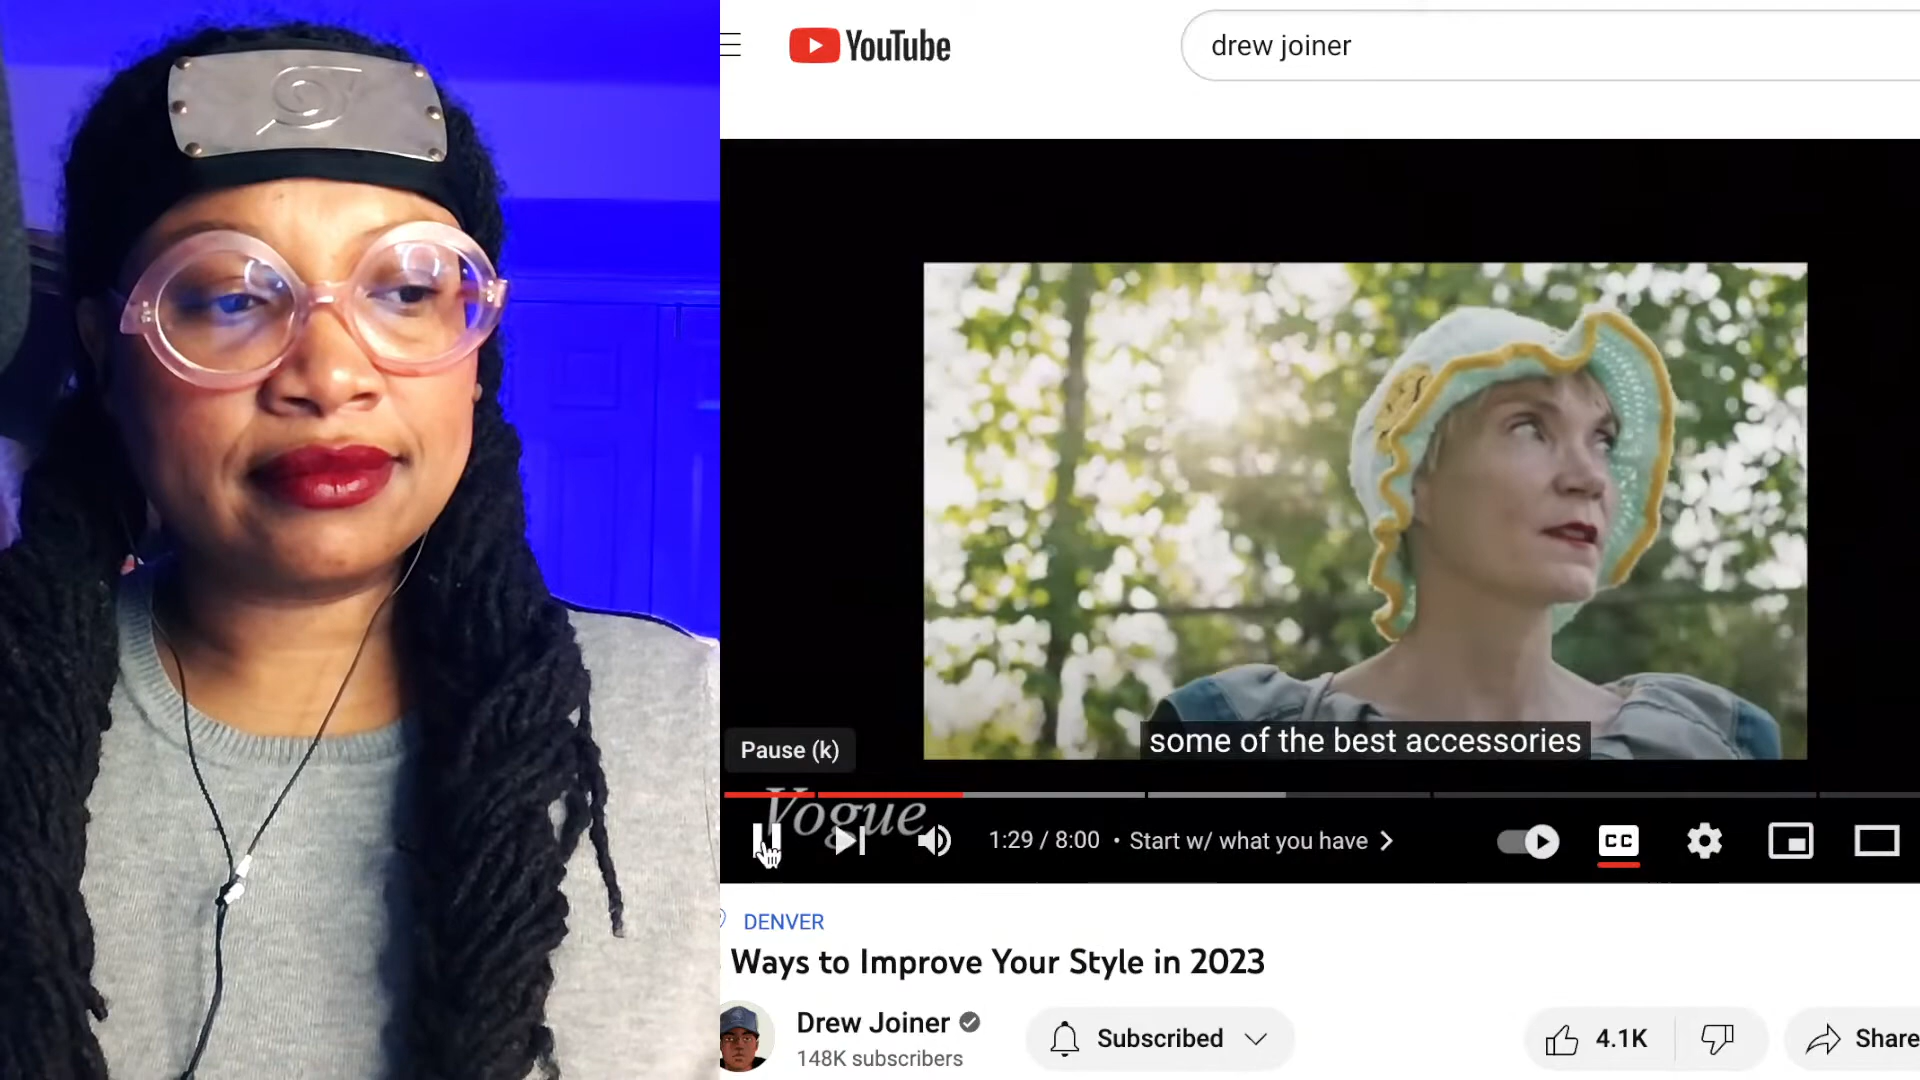 YouTube
drew joiner
some of the best accessories
Pause (k)
Vogue
1:29 / 8:00 • Start w/ what you have
CC
DENVER
Ways to Improve Your Style in 2023
Drew Joiner
148K subscribers
Subscribed
4.1K
Share